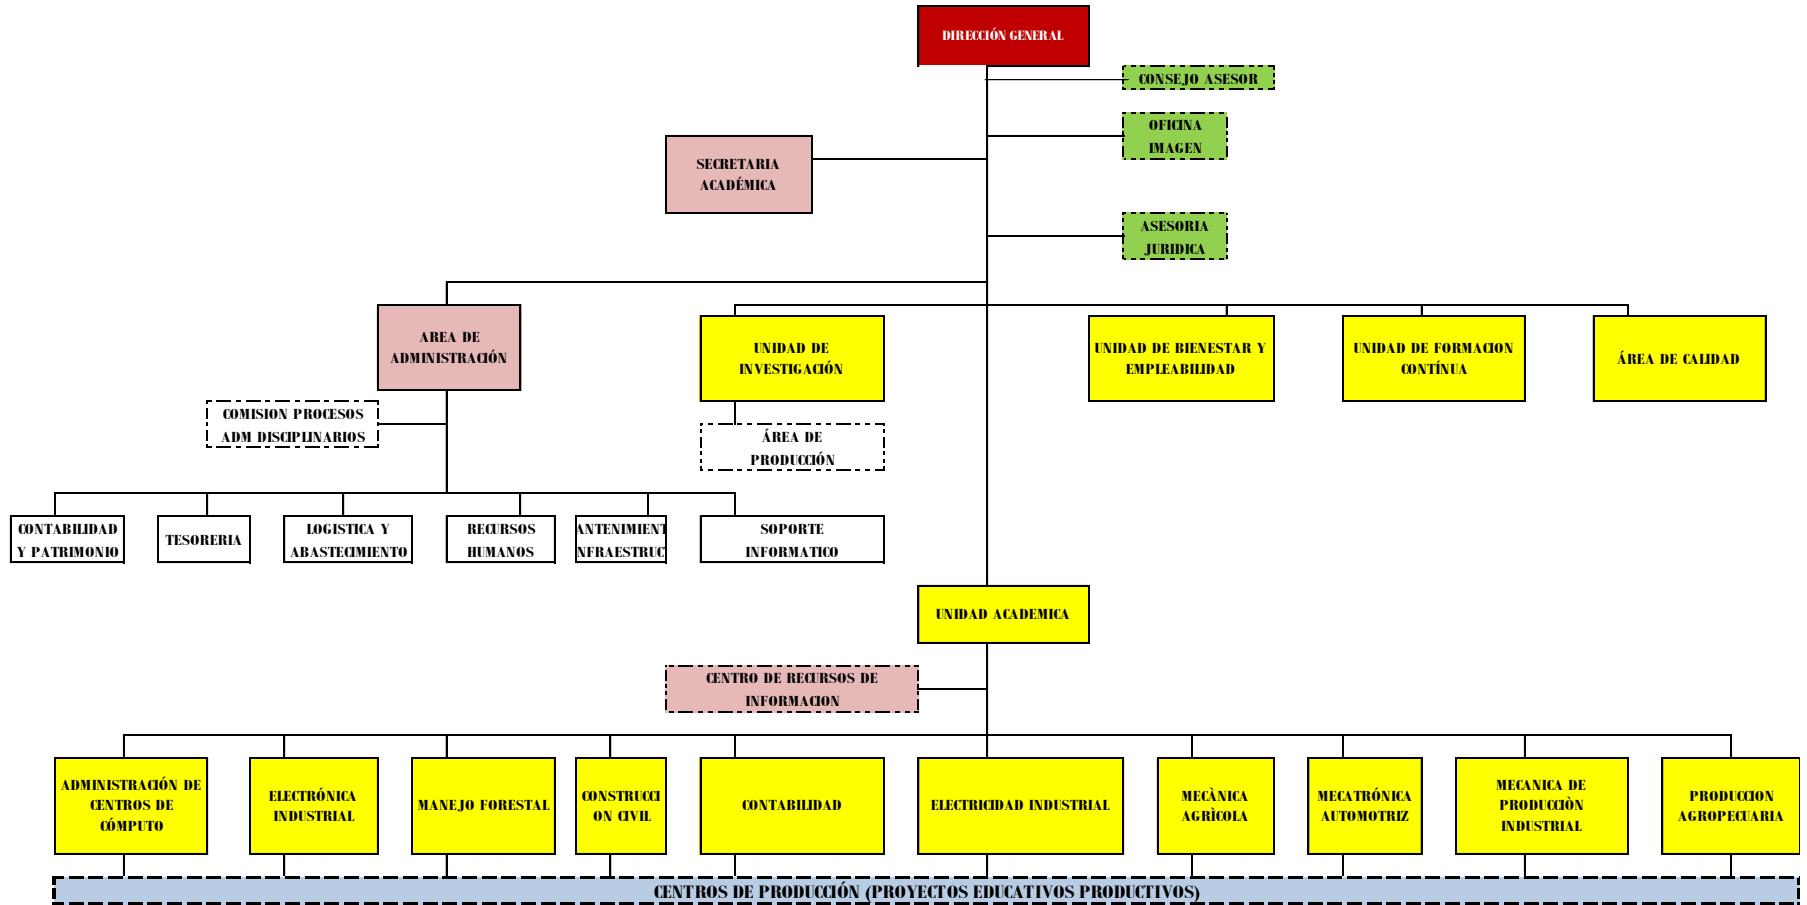 DIRECCIÓN GENERAL
CONSEJO ASESOR
OFICINA
IMAGEN
SECRETARIA
ACADÉMICA
ASESORIA
JURIDICA
AREA DE
ADMINISTRACIÓN
UNIDAD DE
INVESTIGACIÓN
UNIDAD DE BIENESTAR Y
EMPLEABILIDAD
UNIDAD DE FORMACION
CONTÍNUA
ÁREA DE CALIDAD
COMISION PROCESOS
ADM DISCIPLINARIOS
ÁREA DE
PRODUCCIÓN
CONTABILIDAD
Y PATRIMONIO
TESORERIA
LOGISTICA Y
ABASTECIMIENTO
RECURSOS
HUMANOS
ANTENIMIENT
NFRAESTRUC
SOPORTE
INFORMATICO
UNIDAD ACADEMICA
CENTRO DE RECURSOS DE
INFORMACION
ADMINISTRACIÓN DE
CENTROS DE
CÓMPUTO
ELECTRÓNICA
INDUSTRIAL
MANEJO FORESTAL
CONSTRUCCI
ON CIVIL
CONTABILIDAD
ELECTRICIDAD INDUSTRIAL
MECÀNICA
AGRÌCOLA
MECATRÓNICA
AUTOMOTRIZ
MECANICA DE
PRODUCCIÒN
INDUSTRIAL
PRODUCCION
AGROPECUARIA
CENTROS DE PRODUCCIÓN (PROYECTOS EDUCATIVOS PRODUCTIVOS)